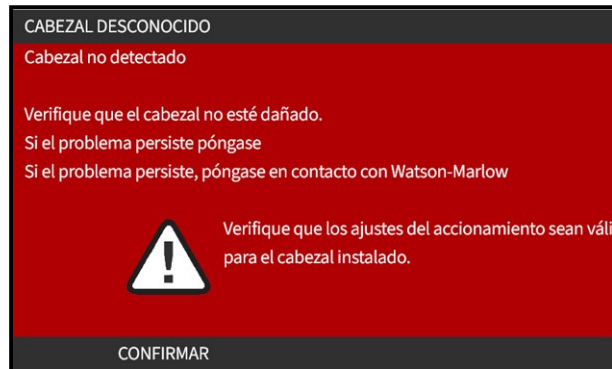 CABEZAL DESCONOCIDO
Cabezal no detectado
Verifique que el cabezal no esté dañado.
Si el problema persiste póngase
Si el problema persiste, póngase en contacto con Watson-Marlow
Verifique que los ajustes del accionamiento sean váli
para el cabezal instalado.
CONFIRMAR